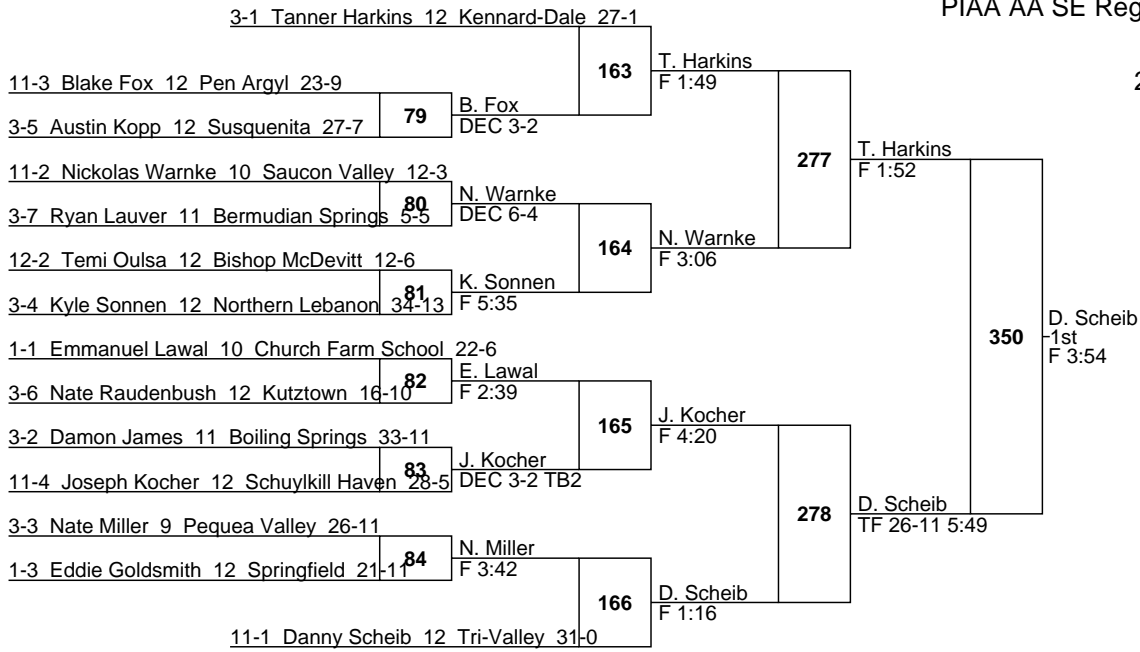 3-1 Tanner Harkins 12 Kennard-Dale 27-1
PIAA AA SE Reg
163
T. Harkins
F 1:49
2
11-3 Blake Fox 12 Pen Argyl 23-9
79
B. Fox
DEC 3-2
3-5 Austin Kopp 12 Susquenita 27-7
277
T. Harkins
F 1:52
11-2 Nickolas Warnke 10 Saucon Valley 12-3
80
N. Warnke
DEC 6-4
3-7 Ryan Lauver 11 Bermudian Springs 5-5
164
N. Warnke
F 3:06
12-2 Temi Oulsa 12 Bishop McDevitt 12-6
81
K. Sonnen
F 5:35
3-4 Kyle Sonnen 12 Northern Lebanon 34-13
350
D. Scheib
1st
F 3:54
1-1 Emmanuel Lawal 10 Church Farm School 22-6
82
E. Lawal
F 2:39
3-6 Nate Raudenbush 12 Kutztown 16-10
165
J. Kocher
F 4:20
3-2 Damon James 11 Boiling Springs 33-11
83
J. Kocher
DEC 3-2 TB2
11-4 Joseph Kocher 12 Schuylkill Haven 28-5
278
D. Scheib
TF 26-11 5:49
3-3 Nate Miller 9 Pequea Valley 26-11
84
N. Miller
F 3:42
1-3 Eddie Goldsmith 12 Springfield 21-11
166
D. Scheib
F 1:16
11-1 Danny Scheib 12 Tri-Valley 31-0